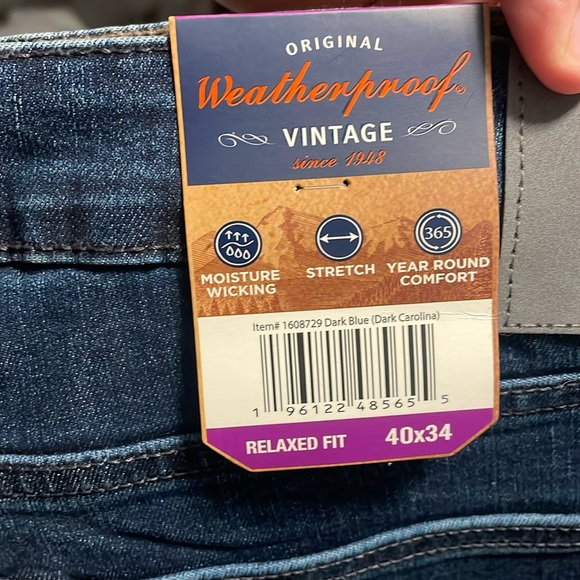 ORIGINAL
Weatherproof®
VINTAGE
since 1948
MOISTURE
WICKING
STRETCH
365
YEAR ROUND
COMFORT
Item# 1608729 Dark Blue (Dark Carolina)
1 96122 48565 5
RELAXED FIT 40x34